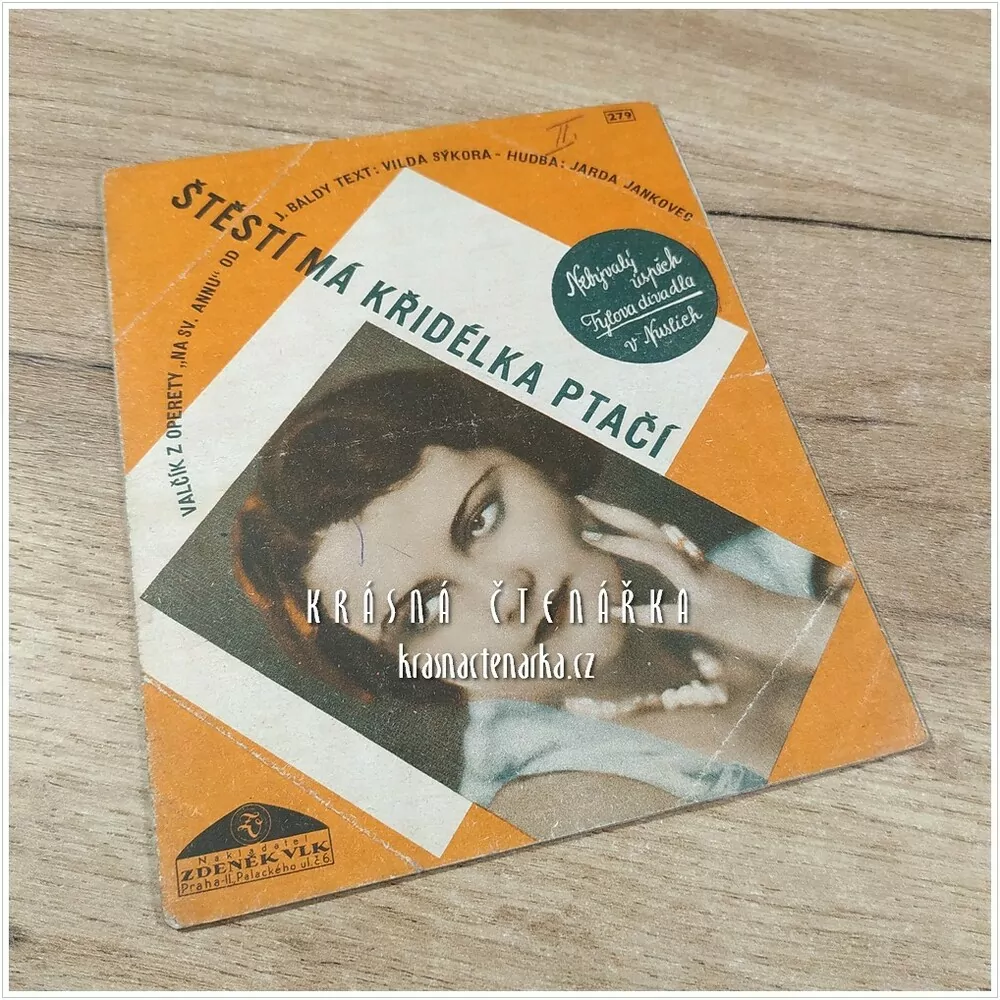 279
II.
VALČÍK Z OPERETY „NA SV. ANNU“ OD J. BALDY TEXT: VILDA SÝKORA - HUDBA: JARDA JANKOVEC
ŠTĚSTÍ MÁ KŘIDÉLKA PTAČÍ
Nebývalý
úspěch
Tylova divadla
v Nuslích
KRÁSNÁ ČTENÁŘKA
krasnactenarka.cz
Nakladatel
ZDENĚK VLK
Praha-II., Palackého ul. č. 6.